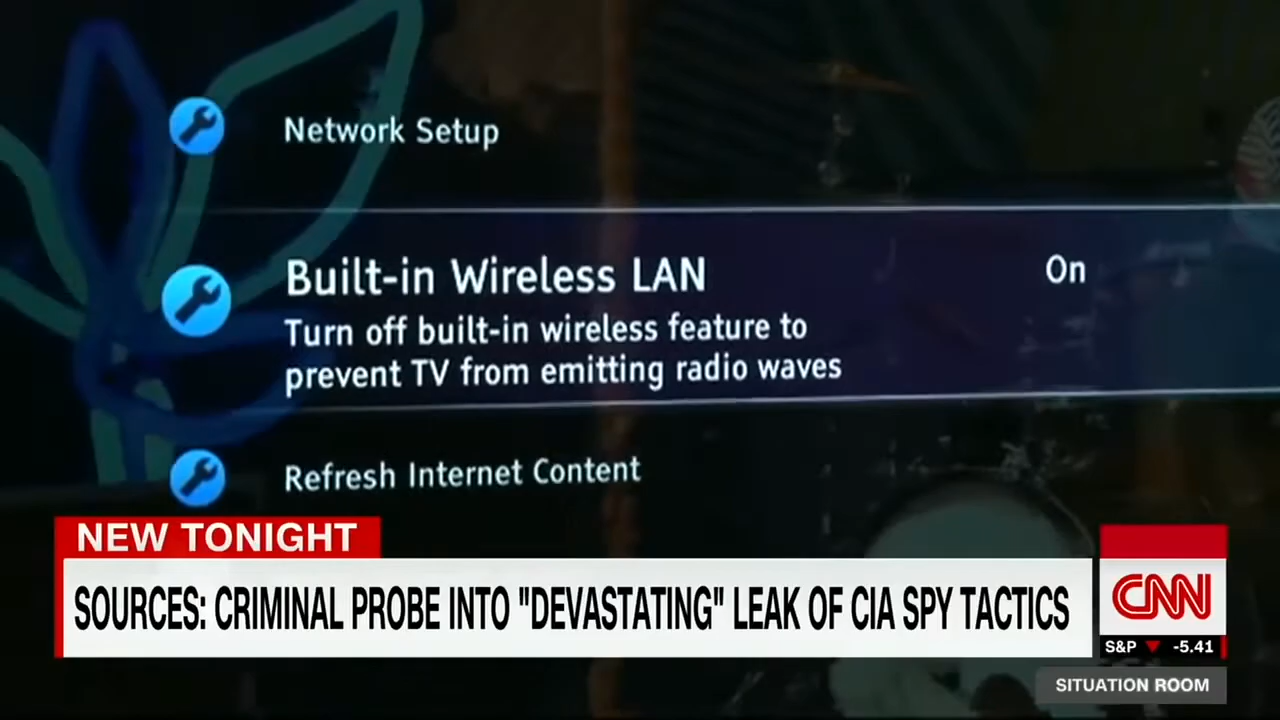 Network Setup
Built-in Wireless LAN
On
Turn off built-in wireless feature to
prevent TV from emitting radio waves
Refresh Internet Content
NEW TONIGHT
SOURCES: CRIMINAL PROBE INTO "DEVASTATING" LEAK OF CIA SPY TACTICS
CNN
S&P ▼ -5.41
SITUATION ROOM